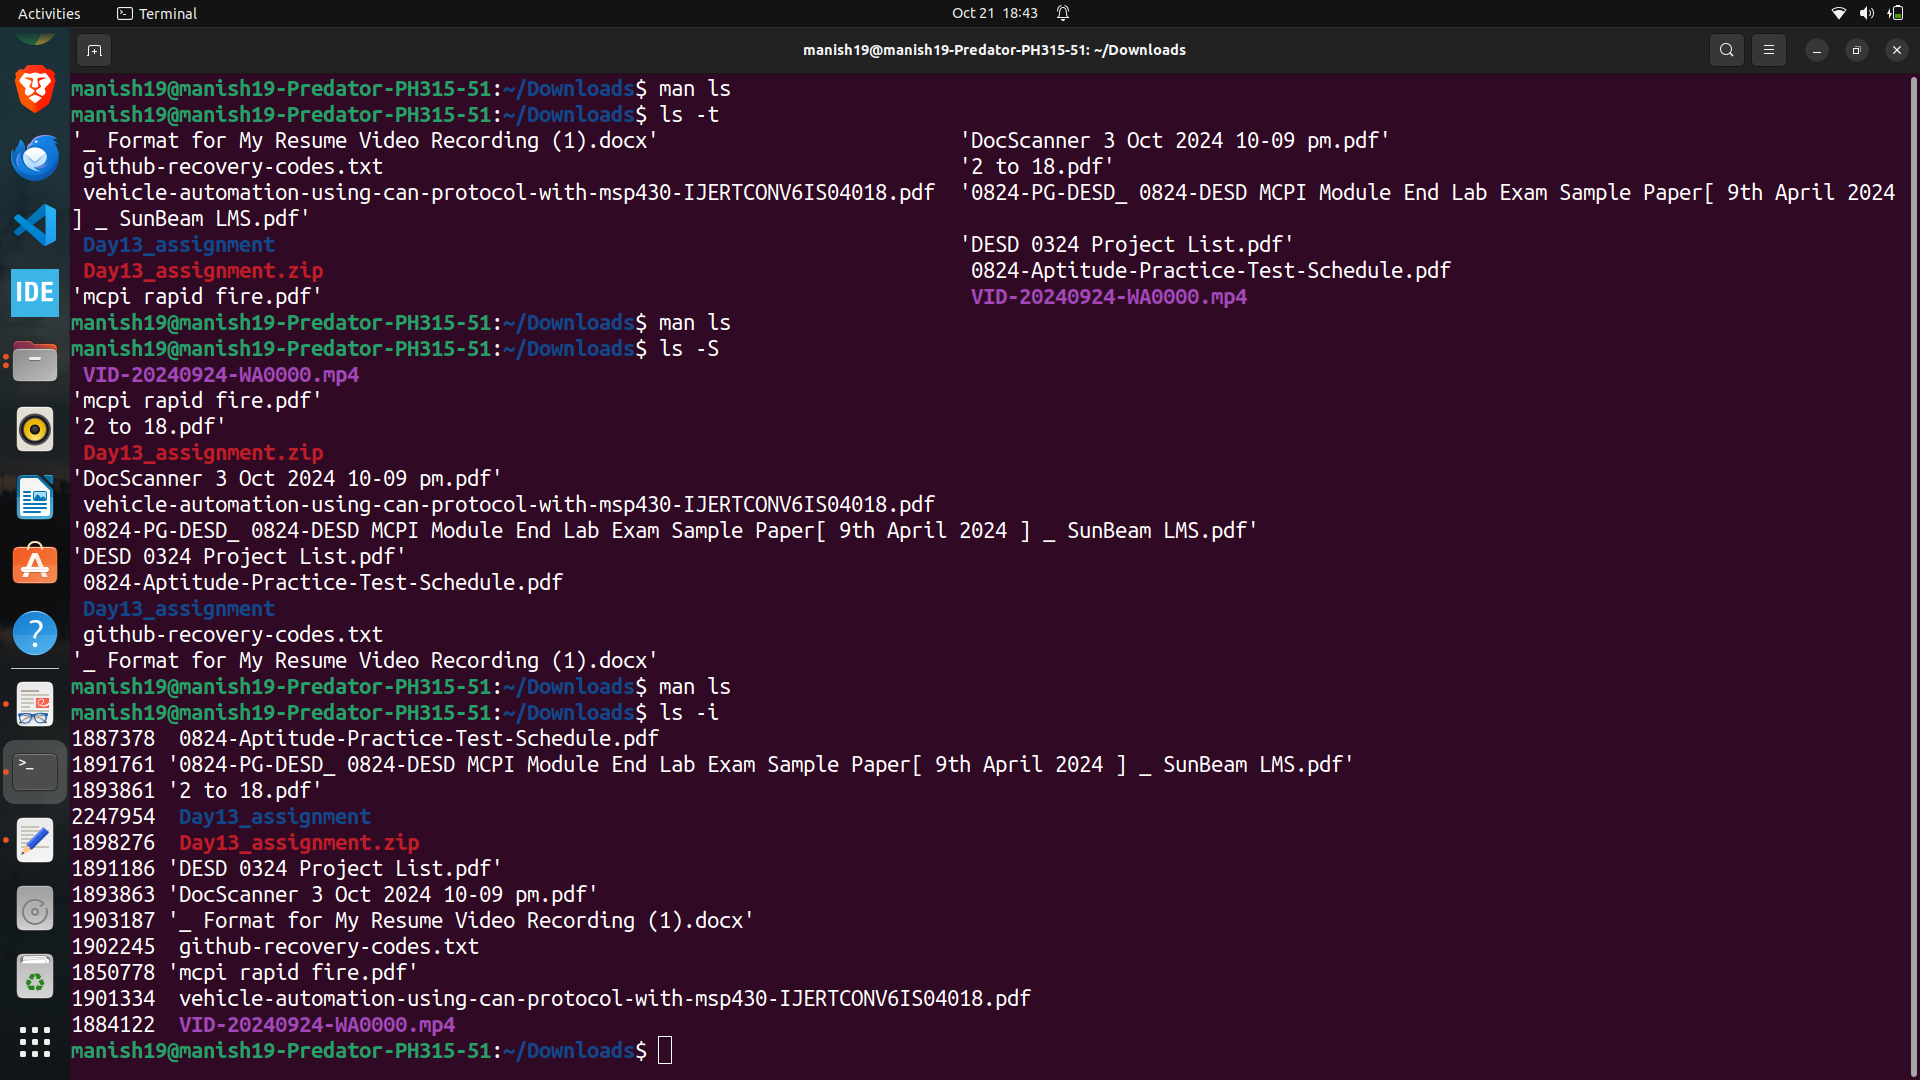 Activities Terminal Oct 21 18:43
manish19@manish19-Predator-PH315-51: ~/Downloads
manish19@manish19-Predator-PH315-51:~/Downloads$ man ls
manish19@manish19-Predator-PH315-51:~/Downloads$ ls -t
'_ Format for My Resume Video Recording (1).docx' 'DocScanner 3 Oct 2024 10-09 pm.pdf'
github-recovery-codes.txt '2 to 18.pdf'
vehicle-automation-using-can-protocol-with-msp430-IJERTCONV6IS04018.pdf '0824-PG-DESD_ 0824-DESD MCPI Module End Lab Exam Sample Paper[ 9th April 2024
] _ SunBeam LMS.pdf'
Day13_assignment 'DESD 0324 Project List.pdf'
Day13_assignment.zip 0824-Aptitude-Practice-Test-Schedule.pdf
'mcpi rapid fire.pdf' VID-20240924-WA0000.mp4
manish19@manish19-Predator-PH315-51:~/Downloads$ man ls
manish19@manish19-Predator-PH315-51:~/Downloads$ ls -S
VID-20240924-WA0000.mp4
'mcpi rapid fire.pdf'
'2 to 18.pdf'
Day13_assignment.zip
'DocScanner 3 Oct 2024 10-09 pm.pdf'
vehicle-automation-using-can-protocol-with-msp430-IJERTCONV6IS04018.pdf
'0824-PG-DESD_ 0824-DESD MCPI Module End Lab Exam Sample Paper[ 9th April 2024 ] _ SunBeam LMS.pdf'
'DESD 0324 Project List.pdf'
0824-Aptitude-Practice-Test-Schedule.pdf
Day13_assignment
github-recovery-codes.txt
'_ Format for My Resume Video Recording (1).docx'
manish19@manish19-Predator-PH315-51:~/Downloads$ man ls
manish19@manish19-Predator-PH315-51:~/Downloads$ ls -i
1887378 0824-Aptitude-Practice-Test-Schedule.pdf
1891761 '0824-PG-DESD_ 0824-DESD MCPI Module End Lab Exam Sample Paper[ 9th April 2024 ] _ SunBeam LMS.pdf'
1893861 '2 to 18.pdf'
2247954 Day13_assignment
1898276 Day13_assignment.zip
1891186 'DESD 0324 Project List.pdf'
1893863 'DocScanner 3 Oct 2024 10-09 pm.pdf'
1903187 '_ Format for My Resume Video Recording (1).docx'
1902245 github-recovery-codes.txt
1850778 'mcpi rapid fire.pdf'
1901334 vehicle-automation-using-can-protocol-with-msp430-IJERTCONV6IS04018.pdf
1884122 VID-20240924-WA0000.mp4
manish19@manish19-Predator-PH315-51:~/Downloads$
IDE